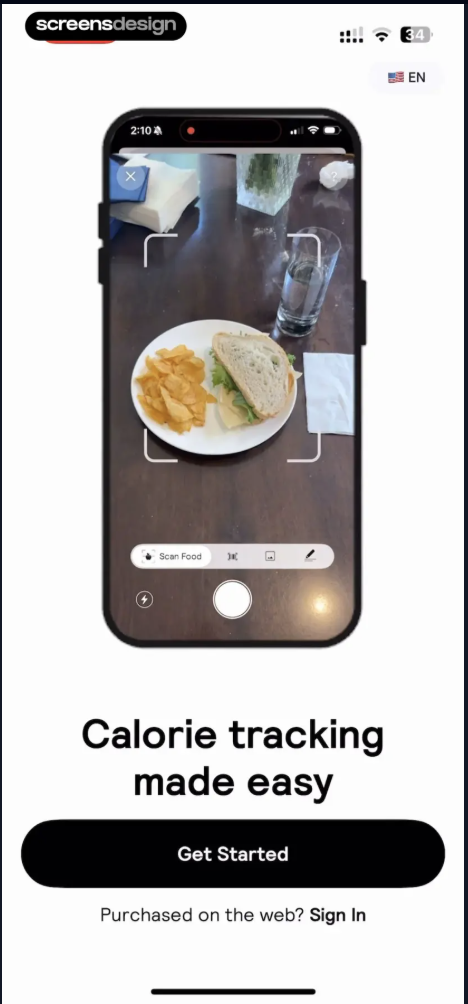 screensdesign
34
🇺🇸 EN
2:10
?
Scan Food
Calorie tracking
made easy
Get Started
Purchased on the web? Sign In